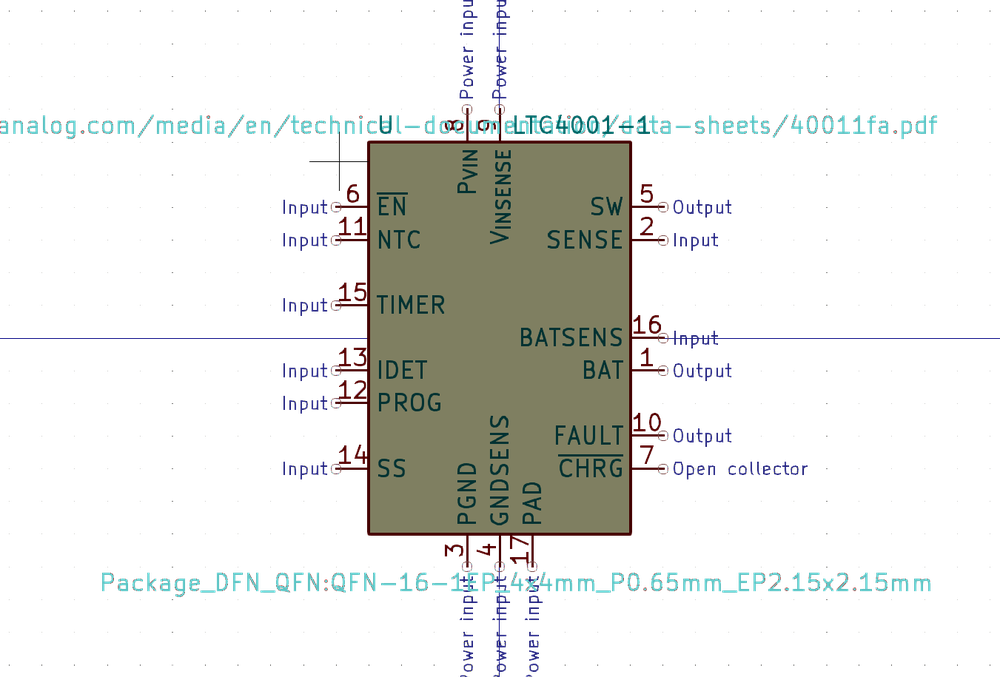 Power input
Power input
analog.com/media/en/technical-documentation/data-sheets/40011fa.pdf
U
LTC4001-1
8
9
PVIN
VINSENSE
Input 6 EN
Input 11 NTC
Input 15 TIMER
Input 13 IDET
Input 12 PROG
Input 14 SS
SW 5 Output
SENSE 2 Input
BATSENS 16 Input
BAT 1 Output
FAULT 10 Output
CHRG 7 Open collector
PGND
GNDSENS
PAD
3
4
17
Package_DFN_QFN:QFN-16-1EP_4x4mm_P0.65mm_EP2.15x2.15mm
Power input
Power input
Power input